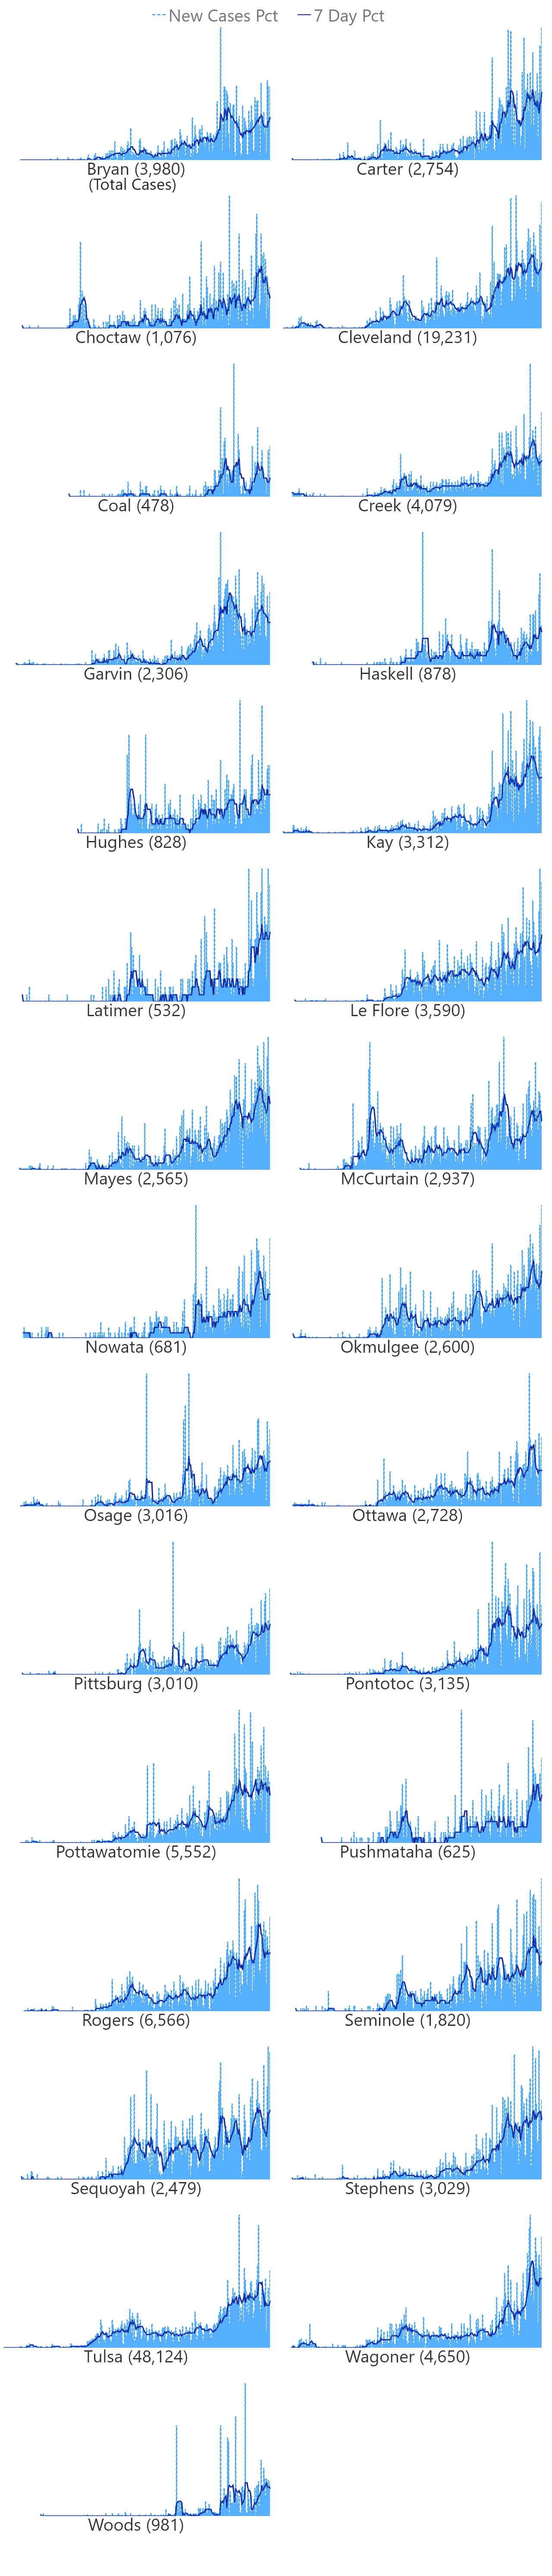 New Cases Pct 7 Day Pct
Bryan (3,980)
(Total Cases)
Carter (2,754)
Choctaw (1,076)
Cleveland (19,231)
Coal (478)
Creek (4,079)
Garvin (2,306)
Haskell (878)
Hughes (828)
Kay (3,312)
Latimer (532)
Le Flore (3,590)
Mayes (2,565)
McCurtain (2,937)
Nowata (681)
Okmulgee (2,600)
Osage (3,016)
Ottawa (2,728)
Pittsburg (3,010)
Pontotoc (3,135)
Pottawatomie (5,552)
Pushmataha (625)
Rogers (6,566)
Seminole (1,820)
Sequoyah (2,479)
Stephens (3,029)
Tulsa (48,124)
Wagoner (4,650)
Woods (981)